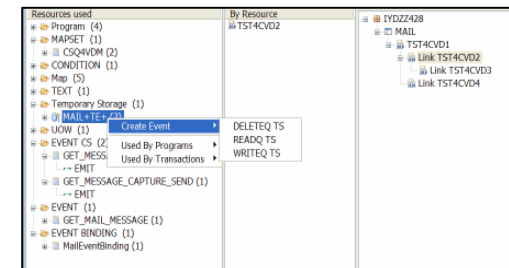 Resources used
Program (4)
MAPSET (1)
CSQ4VDM (2)
CONDITION (1)
Map (5)
TEXT (1)
Temporary Storage (1)
MAIL+TE+ (2)
UOW (1)
EVENT CS (2)
GET_MESS
EMIT
GET_MESSAGE_CAPTURE_SEND (1)
EMIT
EVENT (1)
GET_MAIL_MESSAGE (1)
EVENT BINDING (1)
MailEventBinding (1)
Create Event
Used By Programs
Used By Transactions
DELETEQ TS
READQ TS
WRITEQ TS
By Resource
TST4CVD2
IYDZZ428
MAIL
TST4CVD1
Link TST4CVD2
Link TST4CVD3
Link TST4CVD4